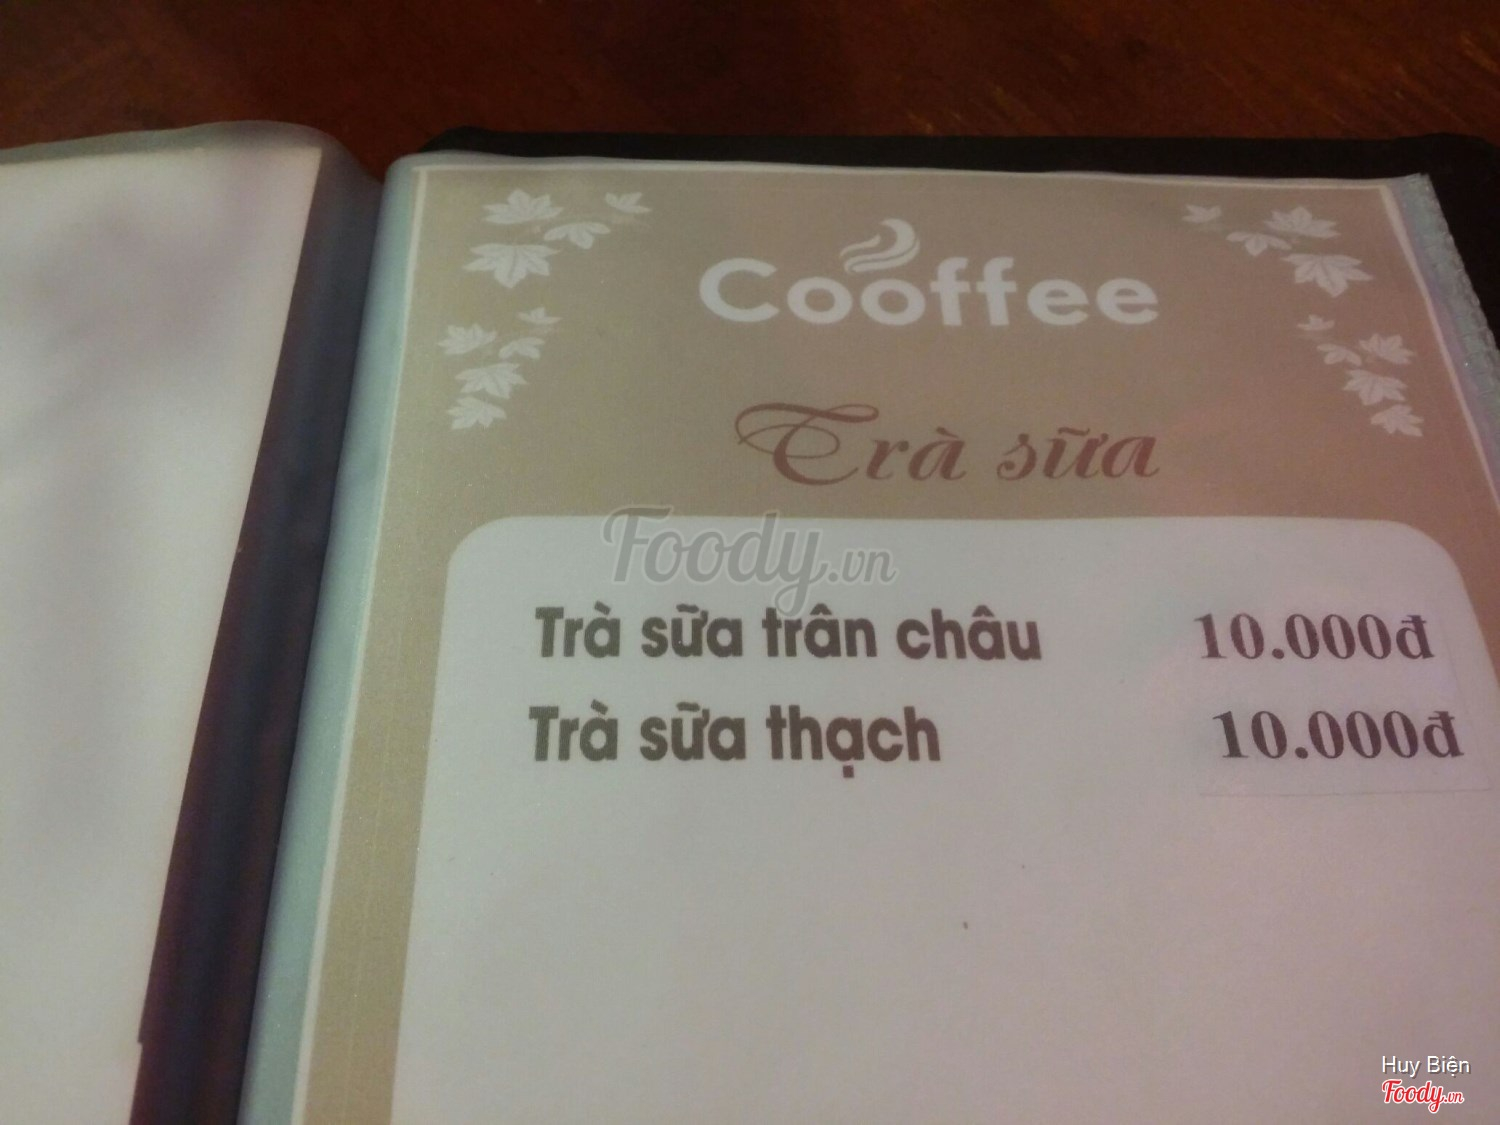 Cooffee
Trà sữa
Foody.vn
Trà sữa trân châu 10.000đ
Trà sữa thạch 10.000đ
Huy Biện
Foody.vn